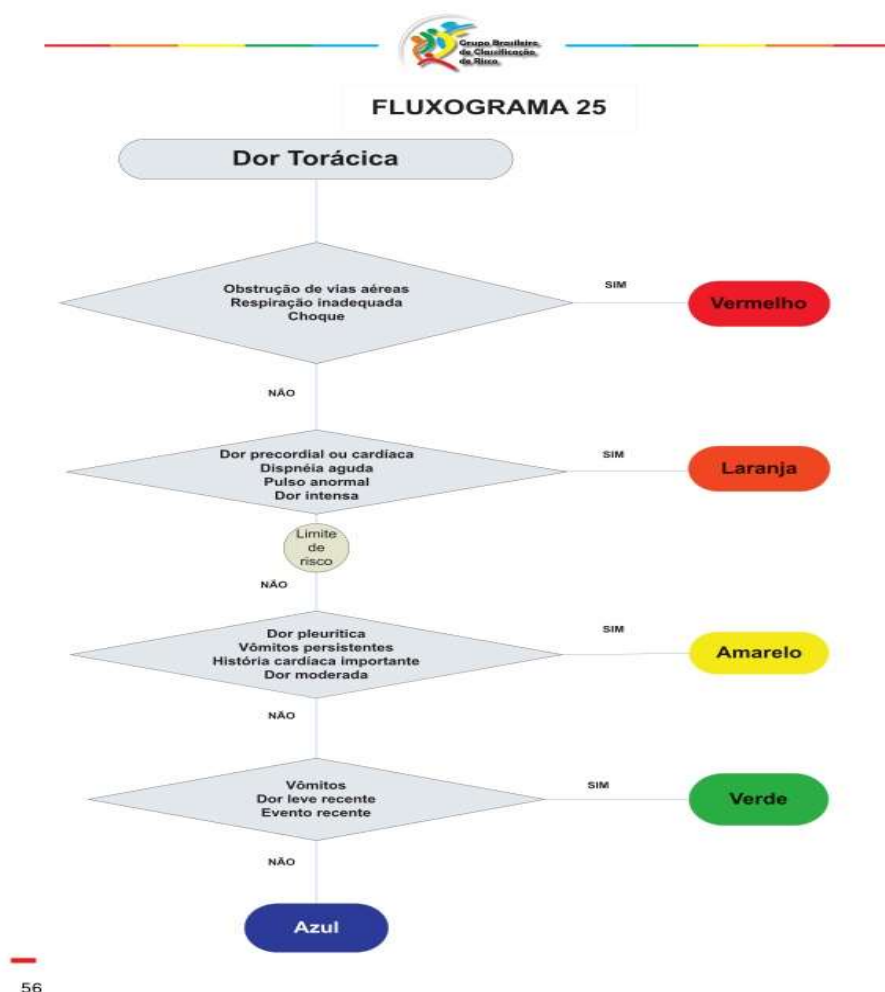 Grupo Brasileiro
de Classificação
de Risco
FLUXOGRAMA 25
Dor Torácica
Obstrução de vias aéreas
Respiração inadequada
Choque
SIM
Vermelho
NÃO
Dor precordial ou cardíaca
Dispnéia aguda
Pulso anormal
Dor intensa
SIM
Laranja
Limite
de
risco
NÃO
Dor pleurítica
Vômitos persistentes
História cardíaca importante
Dor moderada
SIM
Amarelo
NÃO
Vômitos
Dor leve recente
Evento recente
SIM
Verde
NÃO
Azul
56